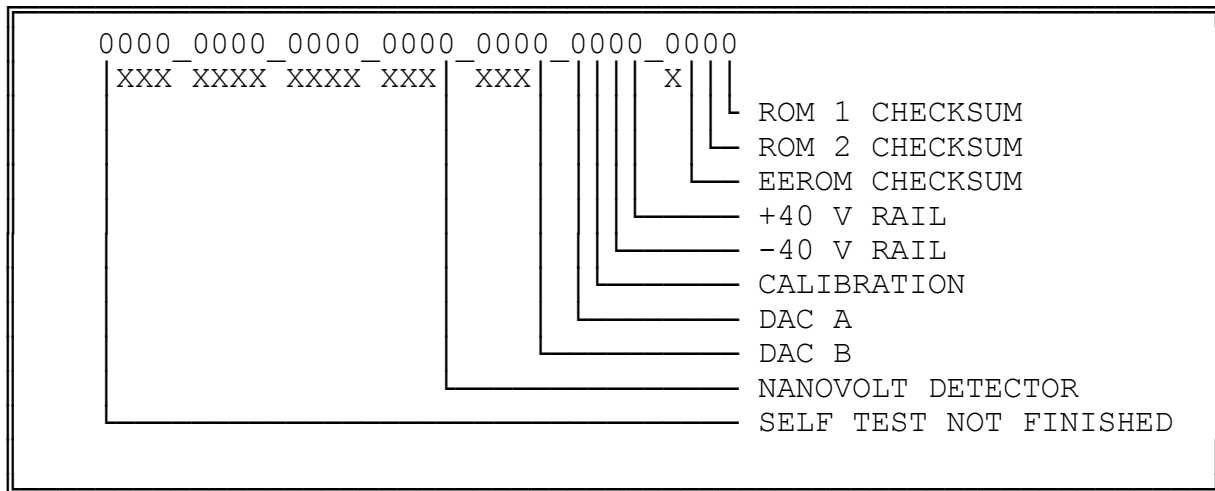 0000_0000_0000_0000_0000_0000_0000
XXX XXXX XXXX XXX XXX X
ROM 1 CHECKSUM
ROM 2 CHECKSUM
EEROM CHECKSUM
+40 V RAIL
-40 V RAIL
CALIBRATION
DAC A
DAC B
NANOVOLT DETECTOR
SELF TEST NOT FINISHED